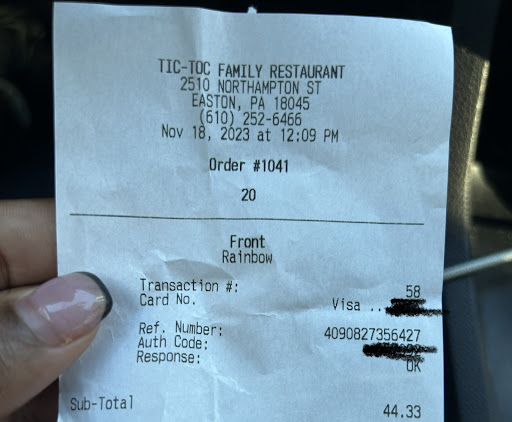 TIC-TOC FAMILY RESTAURANT
2510 NORTHAMPTON ST
EASTON, PA 18045
(610) 252-6466
Nov 18, 2023 at 12:09 PM
Order #1041
20
Front
Rainbow
Transaction #: 58
Card No. Visa ..
Ref. Number: 4090827356427
Auth Code:
Response: OK
Sub-Total 44.33